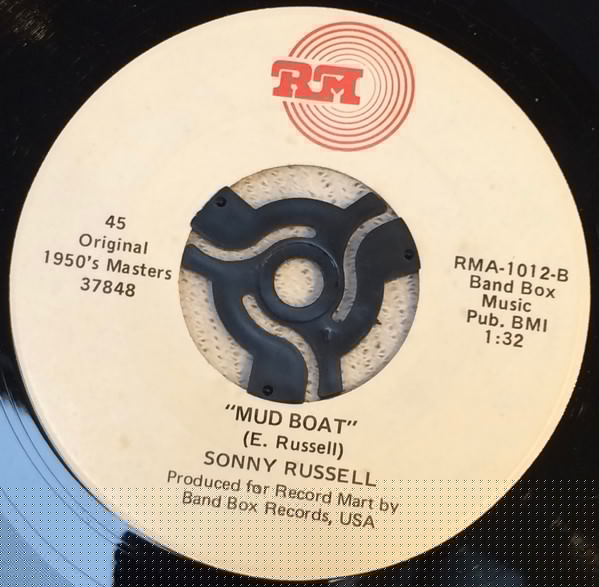 RM
45
Original
1950's Masters
37848
RMA-1012-B
Band Box
Music
Pub. BMI
1:32
"MUD BOAT"
(E. Russell)
SONNY RUSSELL
Produced for Record Mart by
Band Box Records, USA